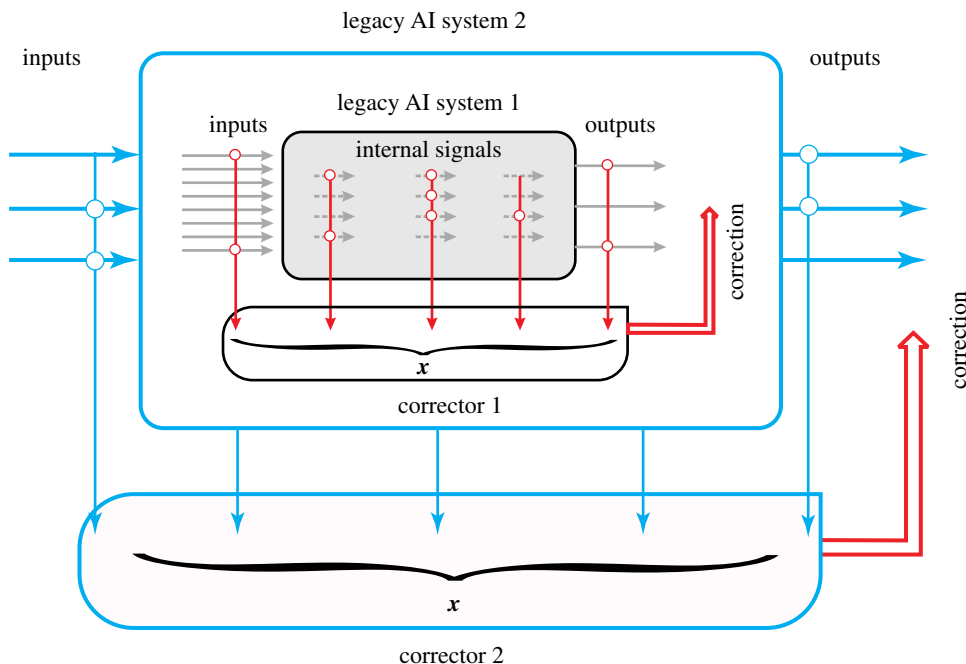 legacy AI system 2
inputs
outputs
legacy AI system 1
inputs
outputs
internal signals
correction
x
corrector 1
correction
x
corrector 2